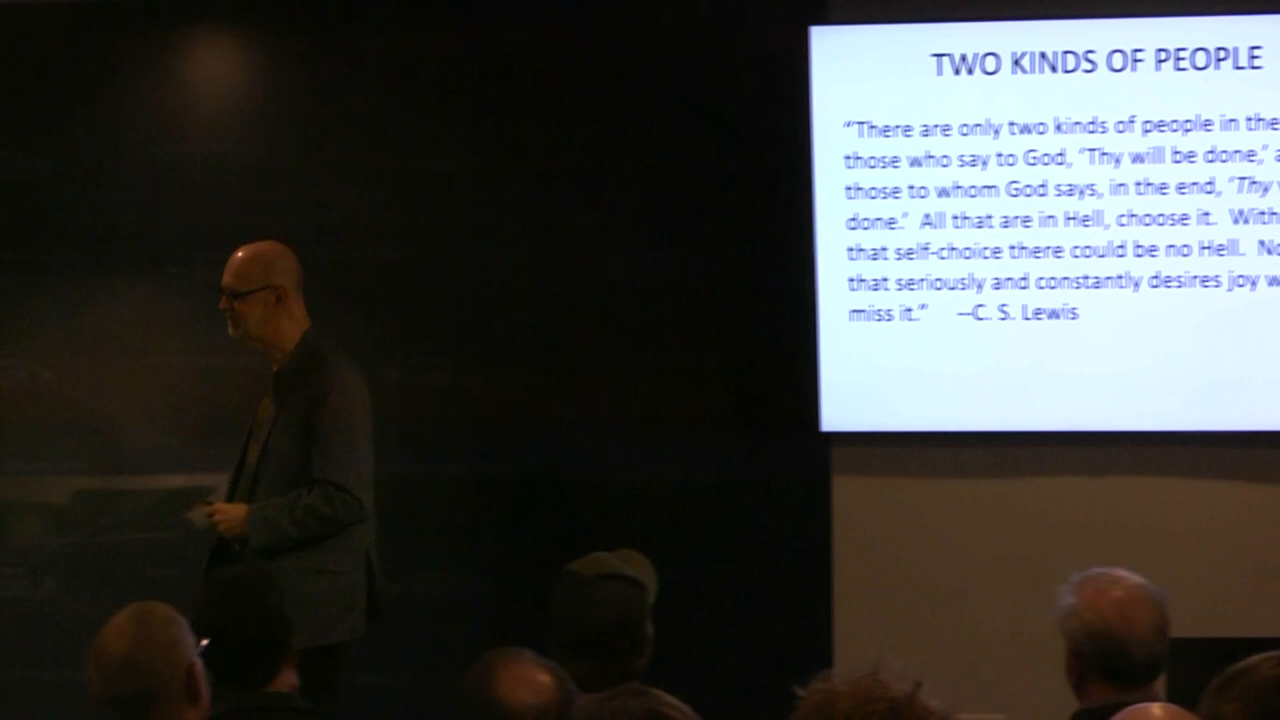 TWO KINDS OF PEOPLE
“There are only two kinds of people in the
those who say to God, “Thy will be done,” a
those to whom God says, in the end, “Thy w
done.” All that are in Hell, choose it. With
that self-choice there could be no Hell. No
that seriously and constantly desires joy w
miss it.” –C. S. Lewis